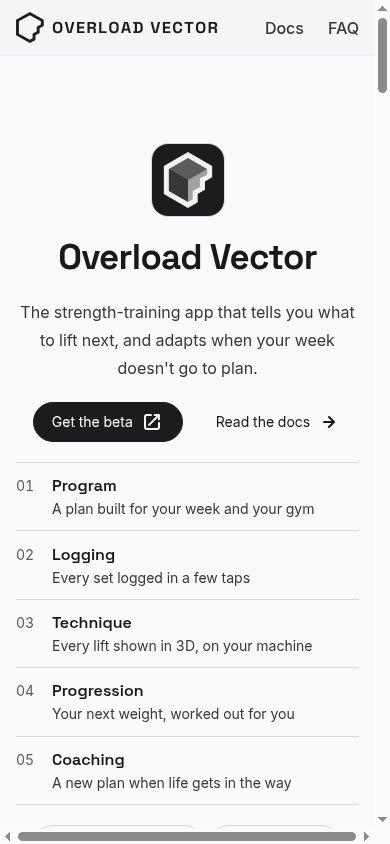 OVERLOAD VECTOR
Docs
FAQ
Overload Vector
The strength-training app that tells you what
to lift next, and adapts when your week
doesn't go to plan.
Get the beta
Read the docs
01 Program
A plan built for your week and your gym
02 Logging
Every set logged in a few taps
03 Technique
Every lift shown in 3D, on your machine
04 Progression
Your next weight, worked out for you
05 Coaching
A new plan when life gets in the way